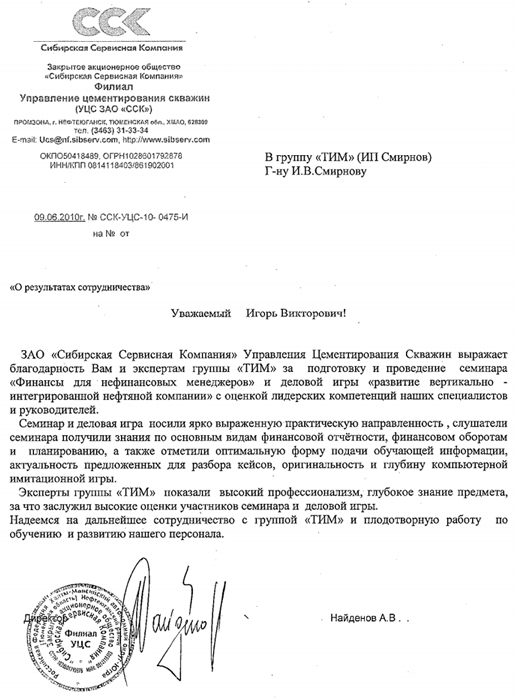 ССК
Сибирская Сервисная Компания
Закрытое акционерное общество
«Сибирская Сервисная Компания»
Филиал
Управление цементирования скважин
(УЦС ЗАО «ССК»)
ПРОМЗОНА, г. НЕФТЕЮГАНСК, ТЮМЕНСКАЯ обл., ХМАО, 628309
тел. (3463) 31-33-34
E-mail: Ucs@nf.sibserv.com, http://www.sibserv.com
ОКПО50418489, ОГРН1028601792878
ИНН/КПП 0814118403/861902001
В группу «ТИМ» (ИП Смирнов)
Г-ну И.В.Смирнову
09.06.2010г. № ССК-УЦС-10- 0475-И
на № от
«О результатах сотрудничества»
Уважаемый Игорь Викторович!
ЗАО «Сибирская Сервисная Компания» Управления Цементирования Скважин выражает
благодарность Вам и экспертам группы «ТИМ» за подготовку и проведение семинара
«Финансы для нефинансовых менеджеров» и деловой игры «развитие вертикально -
интегрированной нефтяной компании» с оценкой лидерских компетенций наших специалистов
и руководителей.
Семинар и деловая игра носили ярко выраженную практическую направленность , слушатели
семинара получили знания по основным видам финансовой отчётности, финансовом оборотам
и планированию, а также отметили оптимальную форму подачи обучающей информации,
актуальность предложенных для разбора кейсов, оригинальность и глубину компьютерной
имитационной игры.
Эксперты группы «ТИМ» показали высокий профессионализм, глубокое знание предмета,
за что заслужил высокие оценки участников семинара и деловой игры.
Надеемся на дальнейшее сотрудничество с группой «ТИМ» и плодотворную работу по
обучению и развитию нашего персонала.
Директор
Найденов А.В . .
Филиал
УЦС